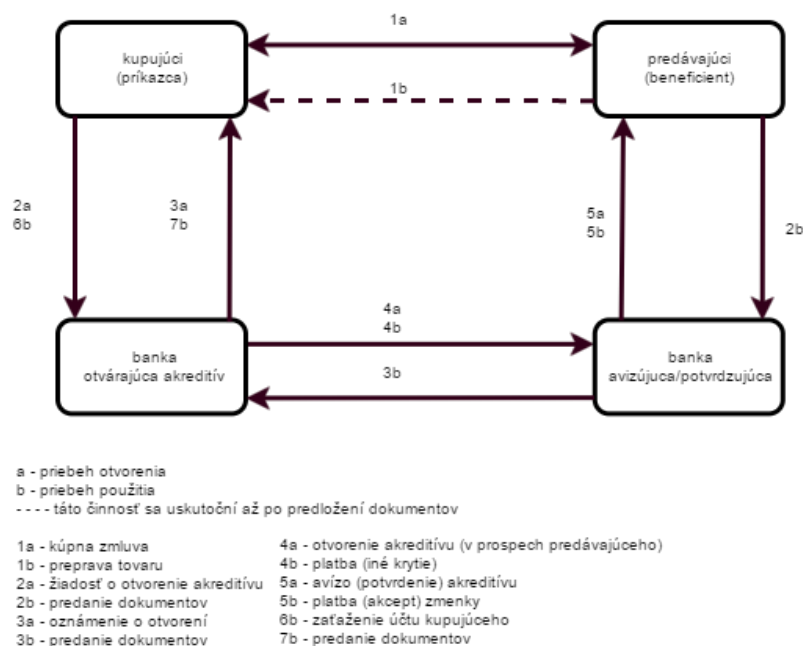 1a
kupujúci
(príkazca)
predávajúci
(beneficient)
1b
2a
6b
3a
7b
5a
5b
2b
4a
4b
banka
otvárajúca akreditív
3b
banka
avizújuca/potvrdzujúca
a - priebeh otvorenia
b - priebeh použitia
- - - - táto činnosť sa uskutoční až po predložení dokumentov
1a - kúpna zmluva
1b - preprava tovaru
2a - žiadosť o otvorenie akreditívu
2b - predanie dokumentov
3a - oznámenie o otvorení
3b - predanie dokumentov
4a - otvorenie akreditívu (v prospech predávajúceho)
4b - platba (iné krytie)
5a - avízo (potvrdenie) akreditívu
5b - platba (akcept) zmenky
6b - zaťaženie účtu kupujúceho
7b - predanie dokumentov